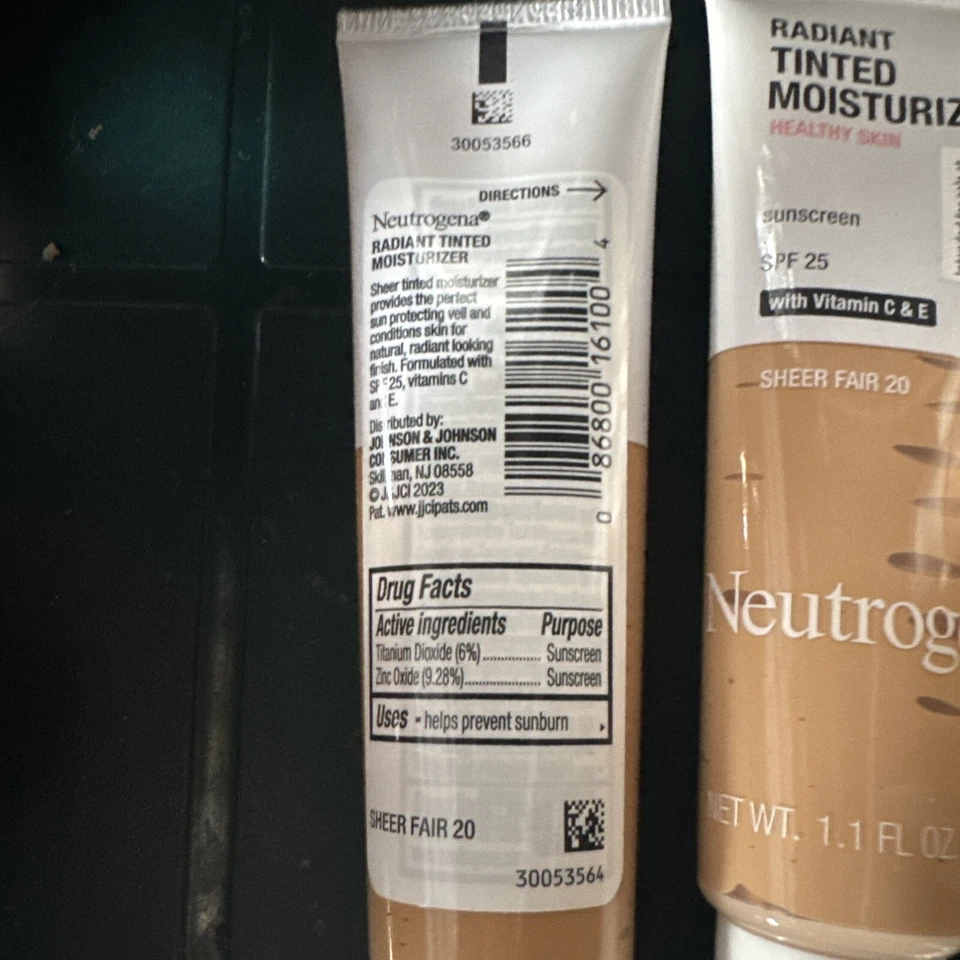 30053566
DIRECTIONS →
Neutrogena®
RADIANT TINTED
MOISTURIZER
Sheer tinted moisturizer
provides the perfect
sun protecting veil and
conditions skin for
natural, radiant looking
finish. Formulated with
SPF 25, vitamins C
and E.
Distributed by:
JOHNSON & JOHNSON
CONSUMER INC.
Skillman, NJ 08558
© J&JCI 2023
Pat. www.jjcipats.com
0 86800 16100 4
Drug Facts
Active ingredients Purpose
Titanium Dioxide (6%)............... Sunscreen
Zinc Oxide (9.28%)................... Sunscreen
Uses ▪ helps prevent sunburn
SHEER FAIR 20
30053564
RADIANT
TINTED
MOISTURIZ
HEALTHY SKIN
sunscreen
SPF 25
with Vitamin C & E
SHEER FAIR 20
Neutrog
NET WT. 1.1 FL OZ